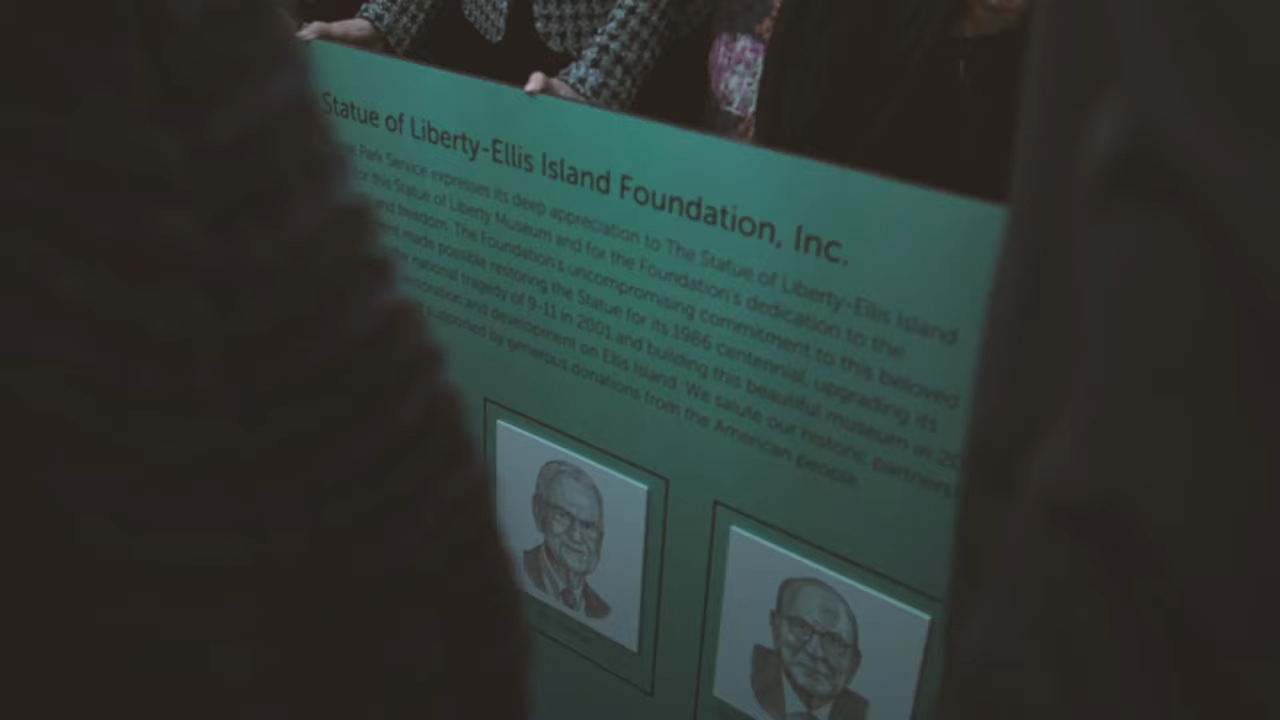 Statue of Liberty-Ellis Island Foundation, Inc.
Park Service expresses its deep appreciation to The Statue of Liberty-Ellis Island
for the Statue of Liberty Museum and for the Foundation's dedication to the
and freedom. The Foundation's uncompromising commitment to this beloved
made possible restoring the Statue for its 1986 centennial, upgrading its
national tragedy of 9-11 in 2001 and building this beautiful museum in
and development on Ellis Island. We salute our historic partners
supported by generous donations from the American people.